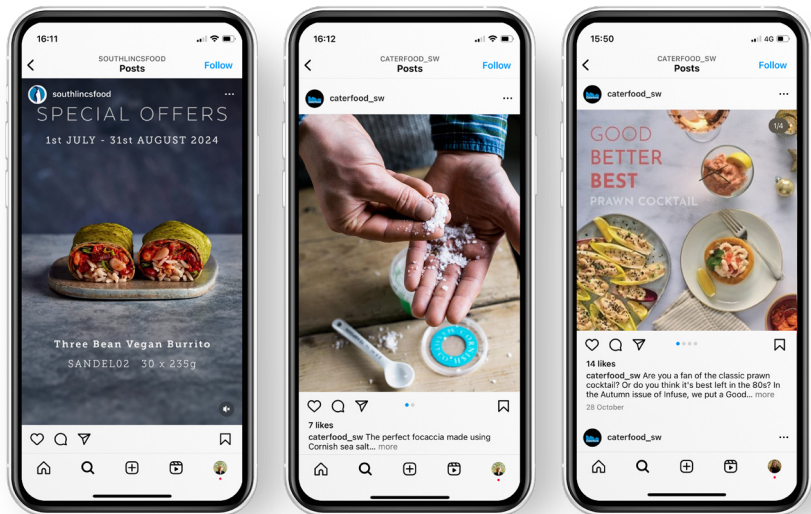 16:11
SOUTHLINCSFOOD
Posts
Follow
southlincsfood
SPECIAL OFFERS
1st JULY - 31st AUGUST 2024
Three Bean Vegan Burrito
SANDEL02 30 x 235g
16:12
CATERFOOD_SW
Posts
Follow
caterfood_sw
CORNISH
7 likes
caterfood_sw The perfect focaccia made using
Cornish sea salt... more
15:50
4G
CATERFOOD_SW
Posts
Follow
caterfood_sw
1/4
GOOD
BETTER
BEST
PRAWN COCKTAIL
14 likes
caterfood_sw Are you a fan of the classic prawn
cocktail? Or do you think it's best left in the 80s? In
the Autumn issue of Infuse, we put a Good... more
28 October
caterfood_sw